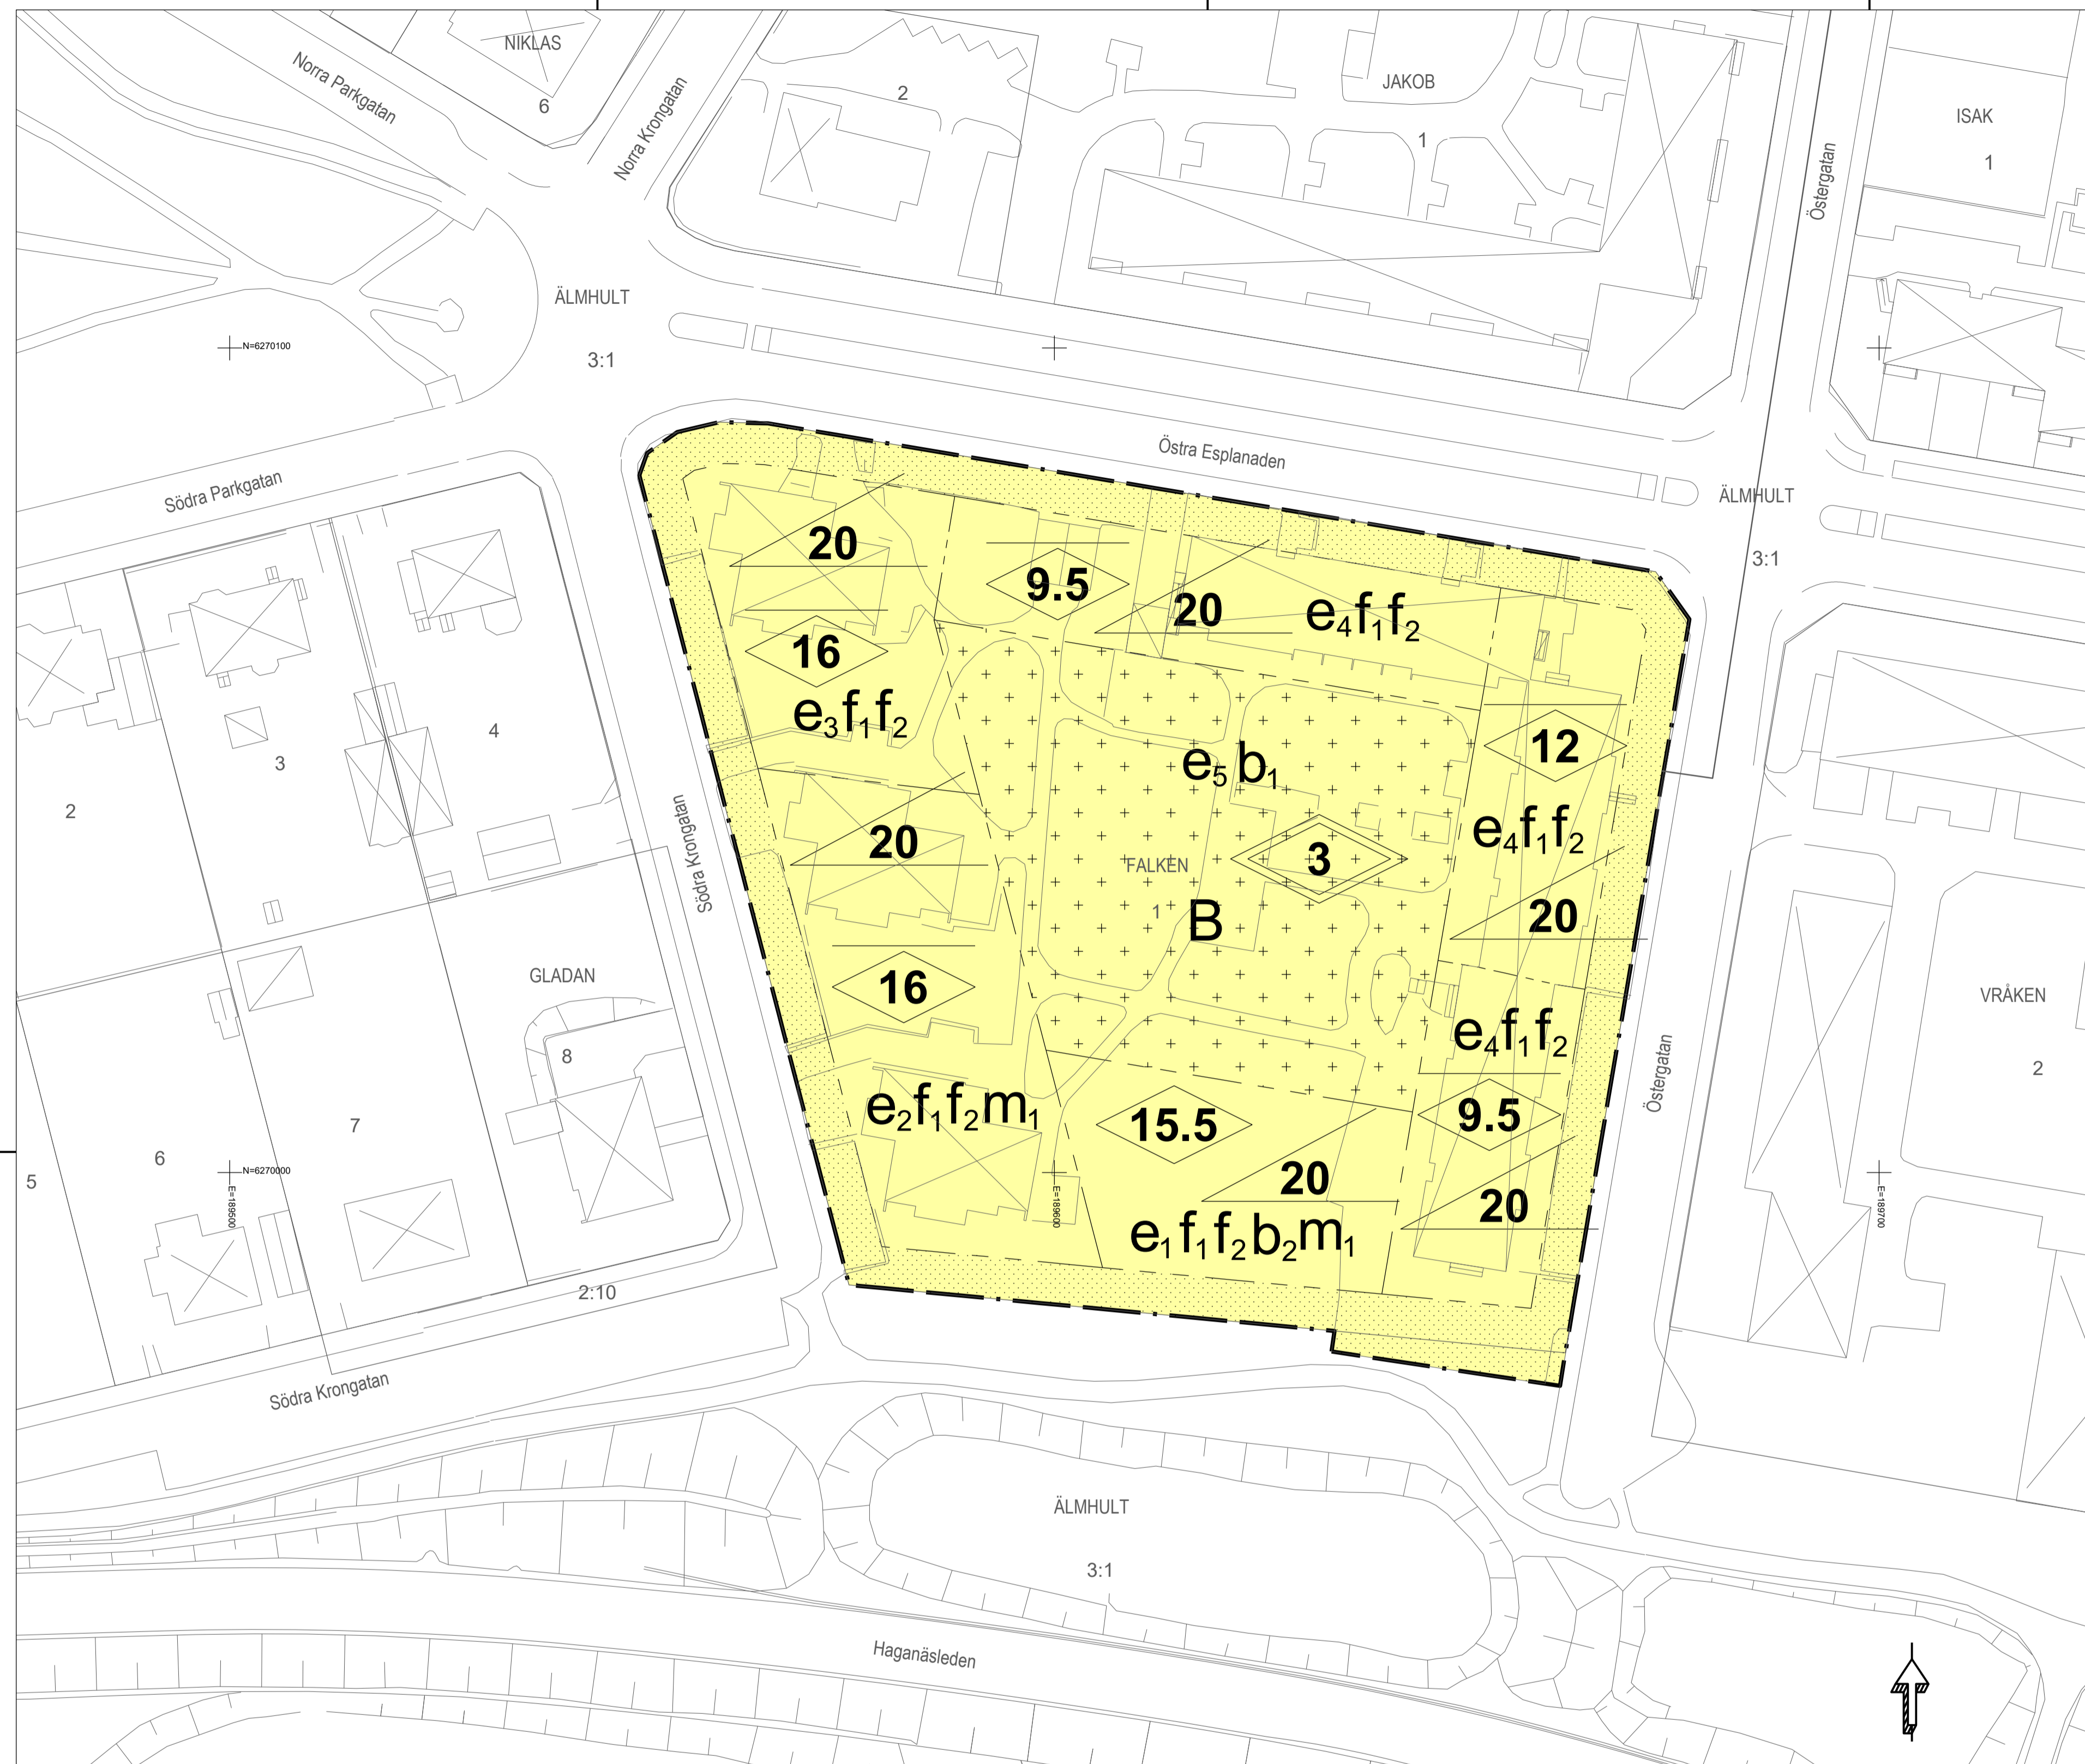 NIKLAS
6
Norra Parkgatan
Norra Krongatan
2
JAKOB
1
ISAK
1
Östergatan
ÄLMHULT
3:1
N=6270100
Södra Parkgatan
Östra Esplanaden
ÄLMHULT
3:1
20
9.5
20
e₄f₁f₂
16
e₃f₁f₂
12
e₅b₁
e₄f₁f₂
20
3
FALKEN
1
B
20
16
e₄f₁f₂
9.5
20
e₂f₁f₂m₁
15.5
20
e₁f₁f₂b₂m₁
Södra Krongatan
4
3
2
GLADAN
8
7
6
5
N=6270000
E=189500
E=189600
E=189700
2:10
Södra Krongatan
Östergatan
VRÅKEN
2
ÄLMHULT
3:1
Haganäsleden